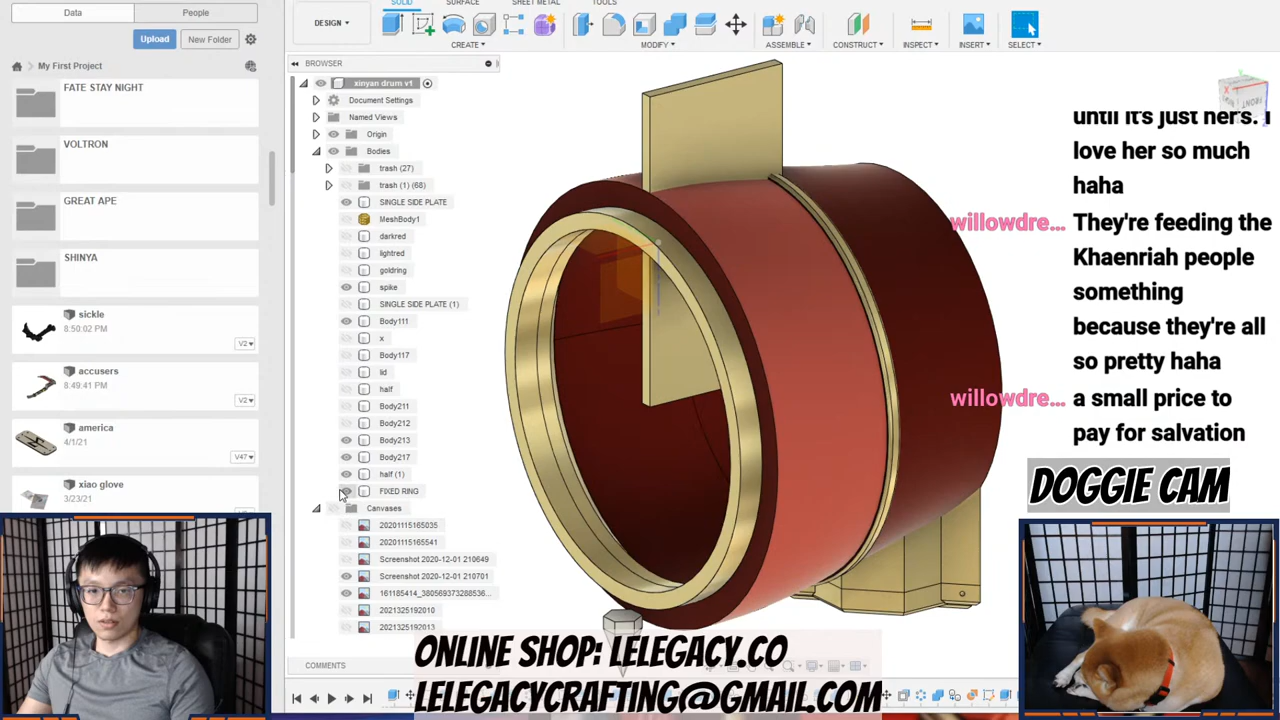 Data
People
Upload
New Folder
My First Project
FATE STAY NIGHT
VOLTRON
GREAT APE
SHINYA
sickle
8:50:02 PM
V2
accusers
8:49:41 PM
V2
america
4/1/21
V47
xiao glove
3/23/21
DESIGN
SOLID
SURFACE
SHEET METAL
TOOLS
CREATE
MODIFY
ASSEMBLE
CONSTRUCT
INSPECT
INSERT
SELECT
BROWSER
xinyan drum v1
Document Settings
Named Views
Origin
Bodies
trash (27)
trash (1) (68)
SINGLE SIDE PLATE
MeshBody1
darkred
lightred
goldring
spike
SINGLE SIDE PLATE (1)
Body111
x
Body117
lid
half
Body211
Body212
Body213
Body217
half (1)
FIXED RING
Canvases
20201115165035
20201115165541
Screenshot 2020-12-01 210649
Screenshot 2020-12-01 210701
161185414_380569373288536...
2021325192010
2021325192013
COMMENTS
FRONT
until it's just her's. I
love her so much
haha
willowdre... They're feeding the
Khaenriah people
something
because they're all
so pretty haha
willowdre... a small price to
pay for salvation
DOGGIE CAM
ONLINE SHOP: LELEGACY.CO
LELEGACYCRAFTING@GMAIL.COM